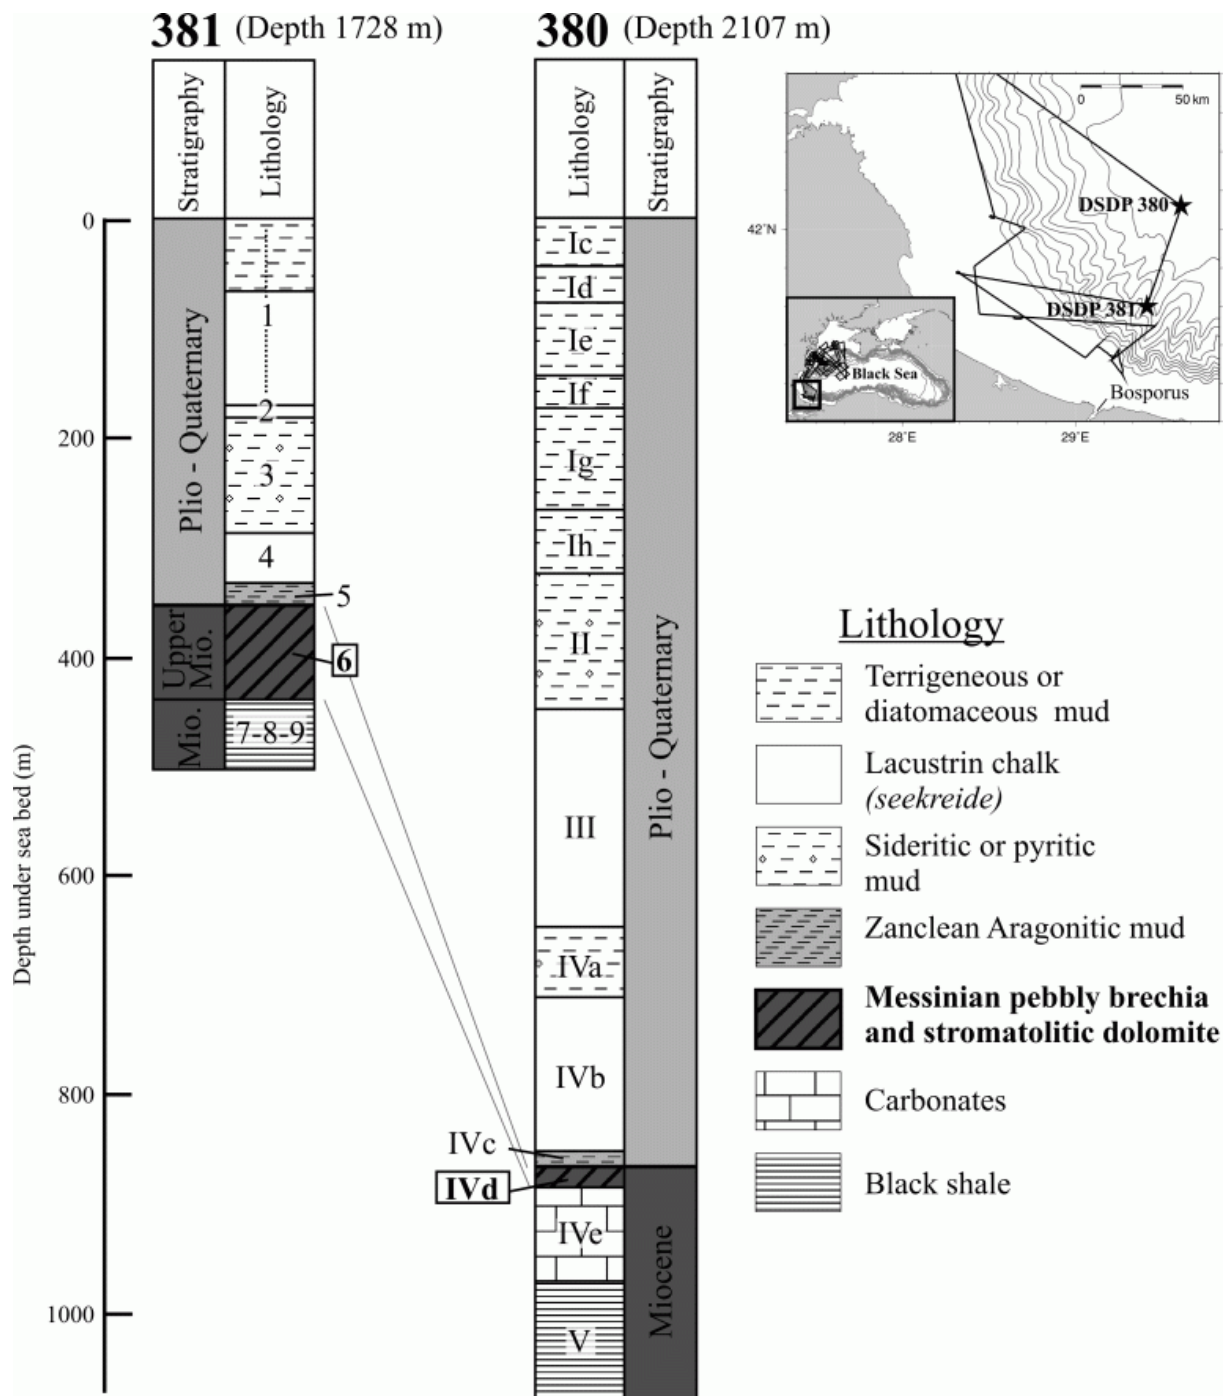 381 (Depth 1728 m)
380 (Depth 2107 m)
Stratigraphy
Lithology
Lithology
Stratigraphy
0
200
400
600
800
1000
Depth under sea bed (m)
Plio - Quaternary
Upper
Mio.
Mio.
1
2
3
4
5
6
7-8-9
Ic
Id
Ie
If
Ig
Ih
II
III
IVa
IVb
IVc
IVd
IVe
V
Plio - Quaternary
Miocene
0 50 km
DSDP 380
42°N
DSDP 381
Black Sea
Bosporus
28°E 29°E
Lithology
Terrigeneous or
diatomaceous mud
Lacustrin chalk
(seekreide)
Sideritic or pyritic
mud
Zanclean Aragonitic mud
Messinian pebbly brechia
and stromatolitic dolomite
Carbonates
Black shale